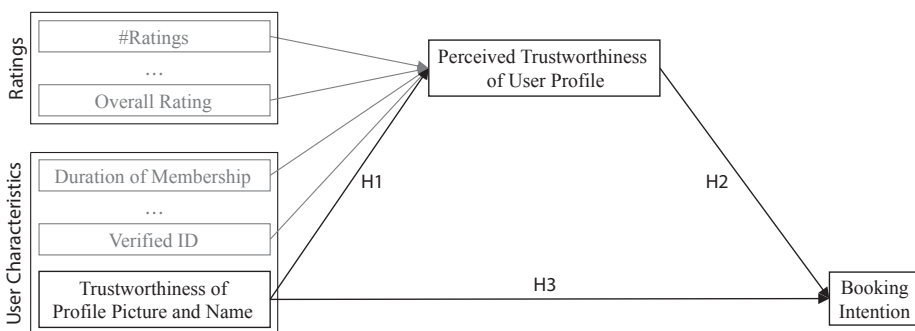 Ratings
#Ratings
...
Overall Rating
Perceived Trustworthiness
of User Profile
User Characteristics
Duration of Membership
...
Verified ID
Trustworthiness of
Profile Picture and Name
H1
H2
H3
Booking
Intention